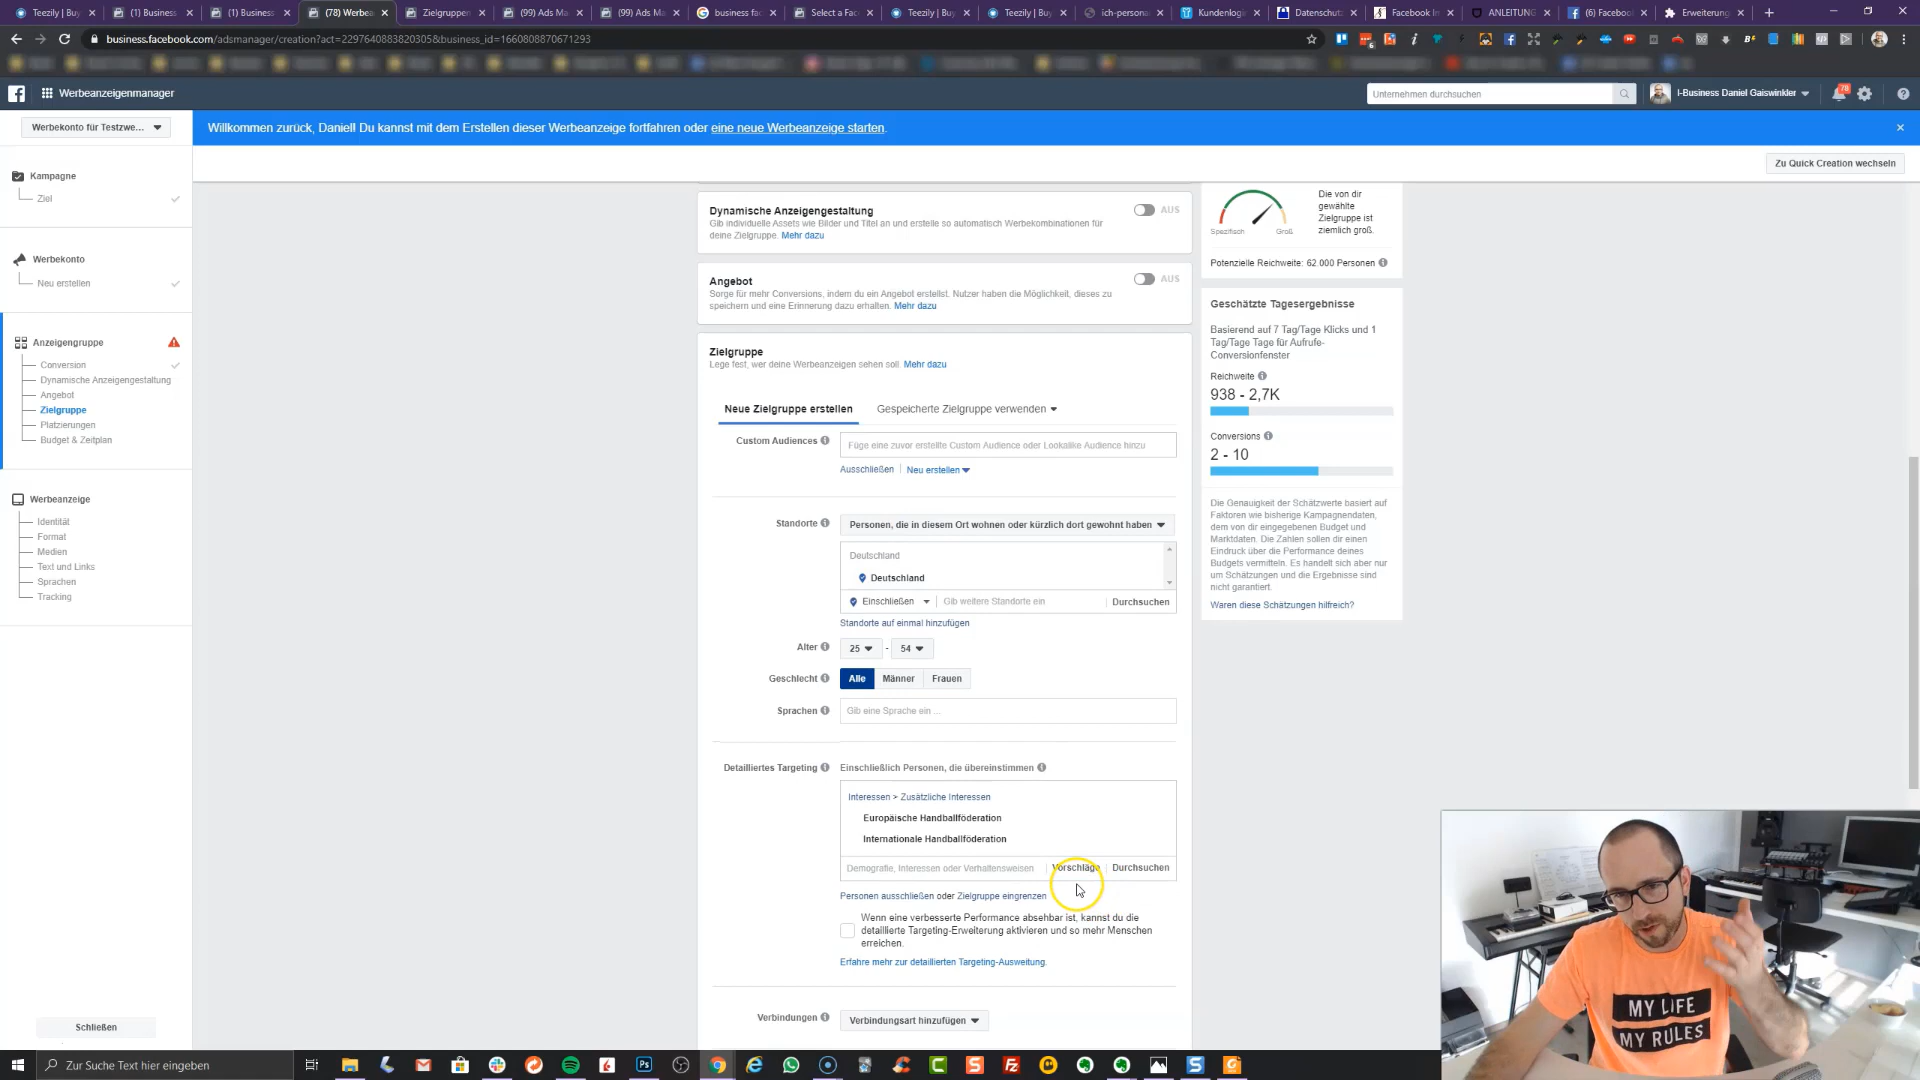 Teezily | Buy
(1) Business
(1) Business
(78) Werbea
Zielgruppen
(99) Ads Ma
(99) Ads Ma
business fac
Select a Fac
Teezily | Buy
Teezily | Buy
ich-persona
Kundenlogi
Datenschutz
Facebook In
ANLEITUNG
(6) Facebook
Erweiterung
business.facebook.com/adsmanager/creation?act=2297640883820305&business_id=1660808870671293
Werbeanzeigenmanager
Unternehmen durchsuchen
I-Business Daniel Gaiswinkler
78
Werbekonto für Testzwe...
Willkommen zurück, Daniel! Du kannst mit dem Erstellen dieser Werbeanzeige fortfahren oder eine neue Werbeanzeige starten.
Zu Quick Creation wechseln
Kampagne
Ziel
Werbekonto
Neu erstellen
Anzeigengruppe
Conversion
Dynamische Anzeigengestaltung
Angebot
Zielgruppe
Platzierungen
Budget & Zeitplan
Werbeanzeige
Identität
Format
Medien
Text und Links
Sprachen
Tracking
Schließen
Dynamische Anzeigengestaltung
AUS
Gib individuelle Assets wie Bilder und Titel an und erstelle so automatisch Werbekombinationen für
deine Zielgruppe. Mehr dazu
Angebot
AUS
Sorge für mehr Conversions, indem du ein Angebot erstellst. Nutzer haben die Möglichkeit, dieses zu
speichern und eine Erinnerung dazu erhalten. Mehr dazu
Zielgruppe
Lege fest, wer deine Werbeanzeigen sehen soll. Mehr dazu
Neue Zielgruppe erstellen
Gespeicherte Zielgruppe verwenden
Custom Audiences
Füge eine zuvor erstellte Custom Audience oder Lookalike Audience hinzu
Ausschließen | Neu erstellen
Standorte
Personen, die in diesem Ort wohnen oder kürzlich dort gewohnt haben
Deutschland
Deutschland
Einschließen
Gib weitere Standorte ein
Durchsuchen
Standorte auf einmal hinzufügen
Alter
25 - 54
Geschlecht
Alle Männer Frauen
Sprachen
Gib eine Sprache ein ...
Detailliertes Targeting
Einschließlich Personen, die übereinstimmen
Interessen > Zusätzliche Interessen
Europäische Handballföderation
Internationale Handballföderation
Demografie, Interessen oder Verhaltensweisen
Vorschläge
Durchsuchen
Personen ausschließen oder Zielgruppe eingrenzen
Wenn eine verbesserte Performance absehbar ist, kannst du die
detaillierte Targeting-Erweiterung aktivieren und so mehr Menschen
erreichen.
Erfahre mehr zur detaillierten Targeting-Ausweitung.
Verbindungen
Verbindungsart hinzufügen
Spezifisch
Groß
Die von dir
gewählte
Zielgruppe ist
ziemlich groß.
Potenzielle Reichweite: 62.000 Personen
Geschätzte Tagesergebnisse
Basierend auf 7 Tag/Tage Klicks und 1
Tag/Tage Tage für Aufrufe-
Conversionfenster
Reichweite
938 - 2,7K
Conversions
2 - 10
Die Genauigkeit der Schätzwerte basiert auf
Faktoren wie bisherige Kampagnendaten,
dem von dir eingegebenen Budget und
Marktdaten. Die Zahlen sollen dir einen
Eindruck über die Performance deines
Budgets vermitteln. Es handelt sich aber nur
um Schätzungen und die Ergebnisse sind
nicht garantiert.
Waren diese Schätzungen hilfreich?
MY LIFE
MY RULES
Zur Suche Text hier eingeben